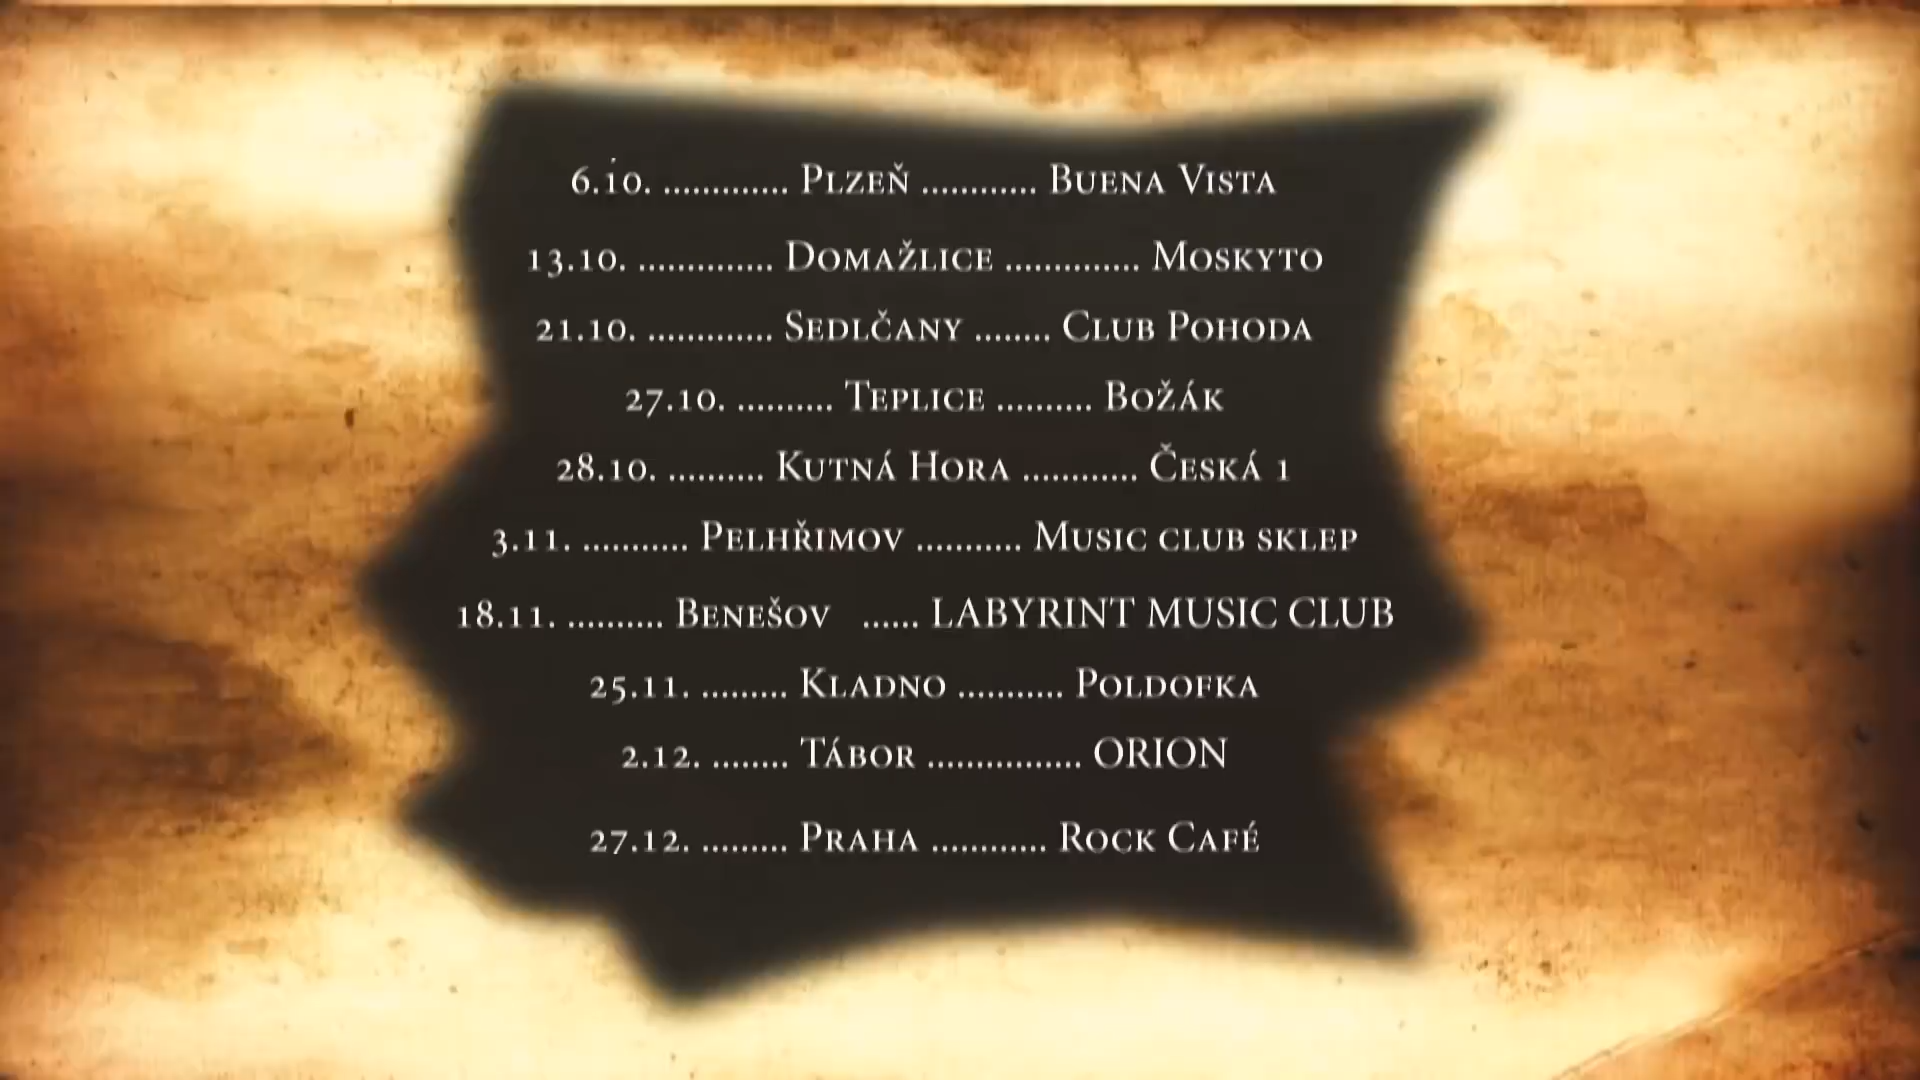 6.10. ............. Plzeň ............ Buena Vista
13.10. .............. Domažlice .............. Moskyto
21.10. ............. Sedlčany ........ Club Pohoda
27.10. .......... Teplice .......... Božák
28.10. .......... Kutná Hora ............ Česká 1
3.11. ........... Pelhřimov ........... Music club sklep
18.11. .......... Benešov ...... LABYRINT MUSIC CLUB
25.11. ......... Kladno ........... Poldofka
2.12. ........ Tábor ................ ORION
27.12. ......... Praha ............ Rock Café